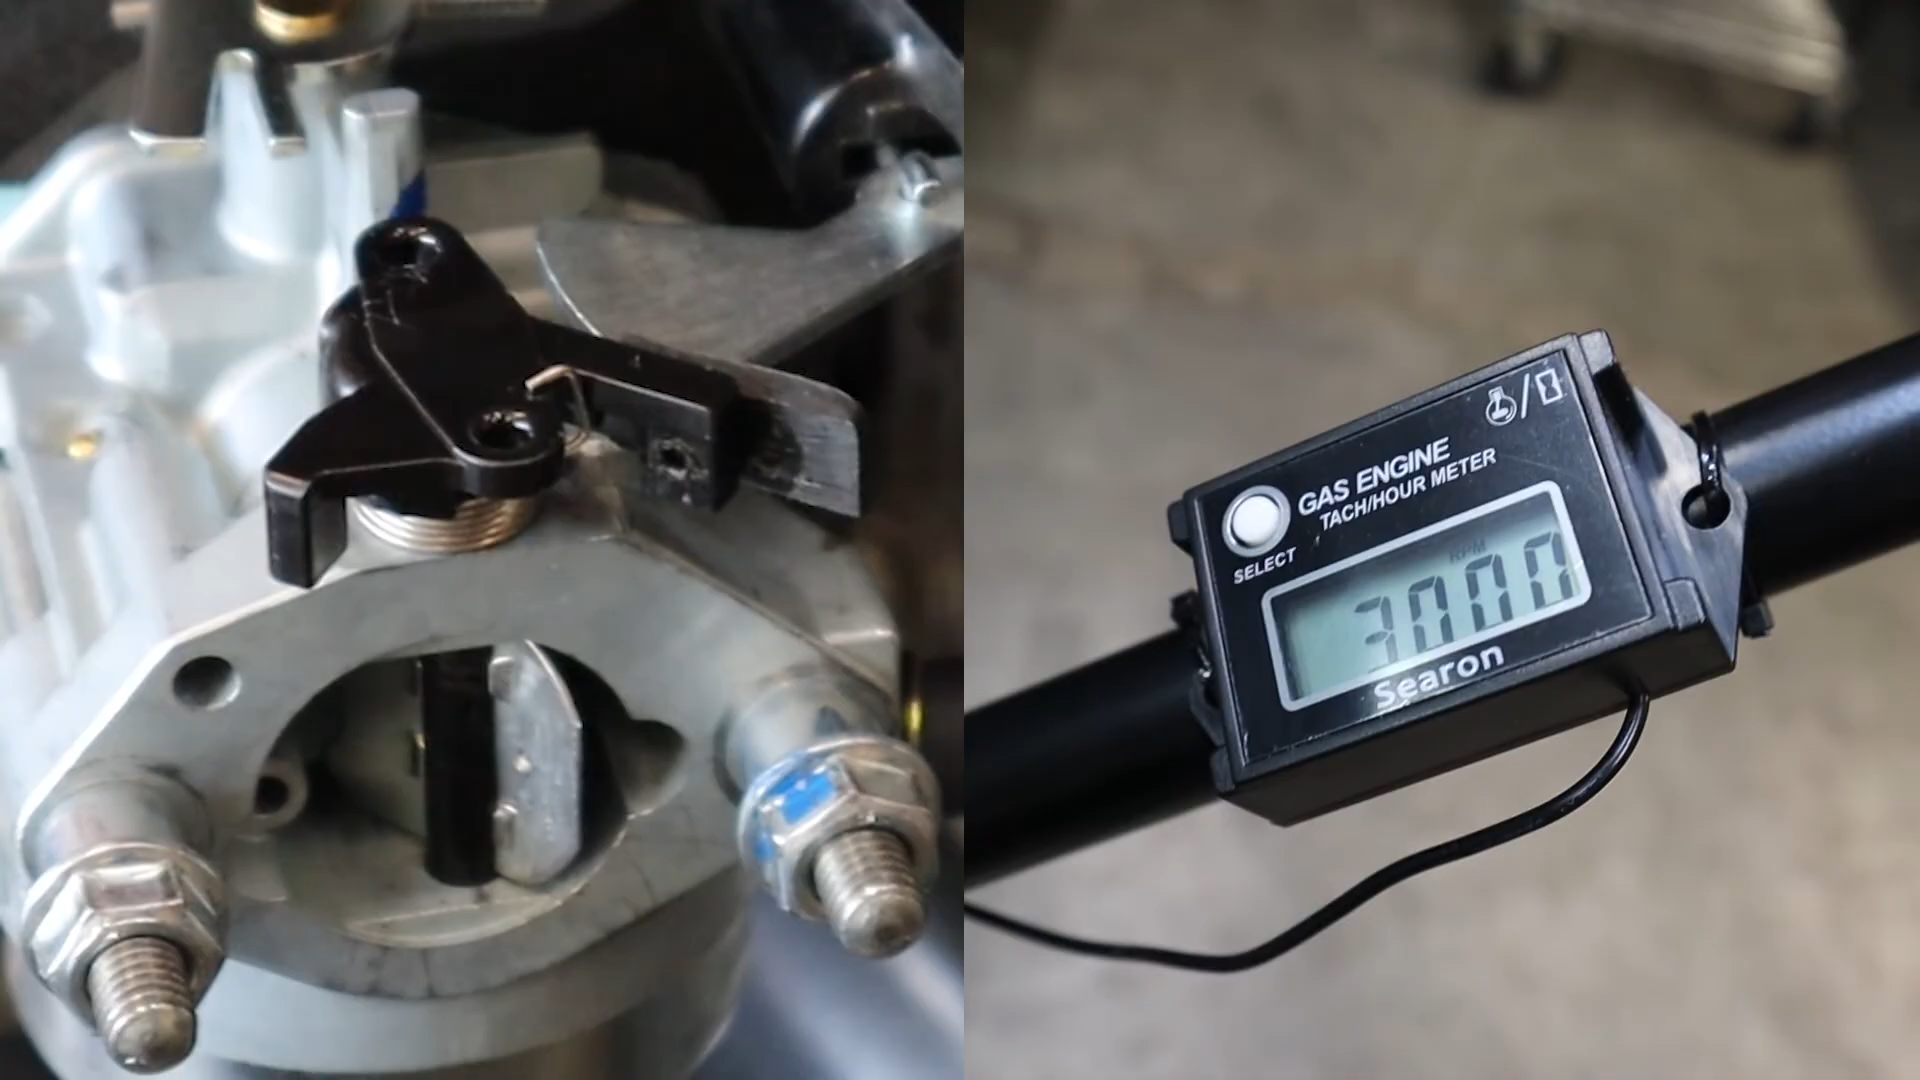 GAS ENGINE
TACH/HOUR METER
SELECT
RPM
3000
Searon